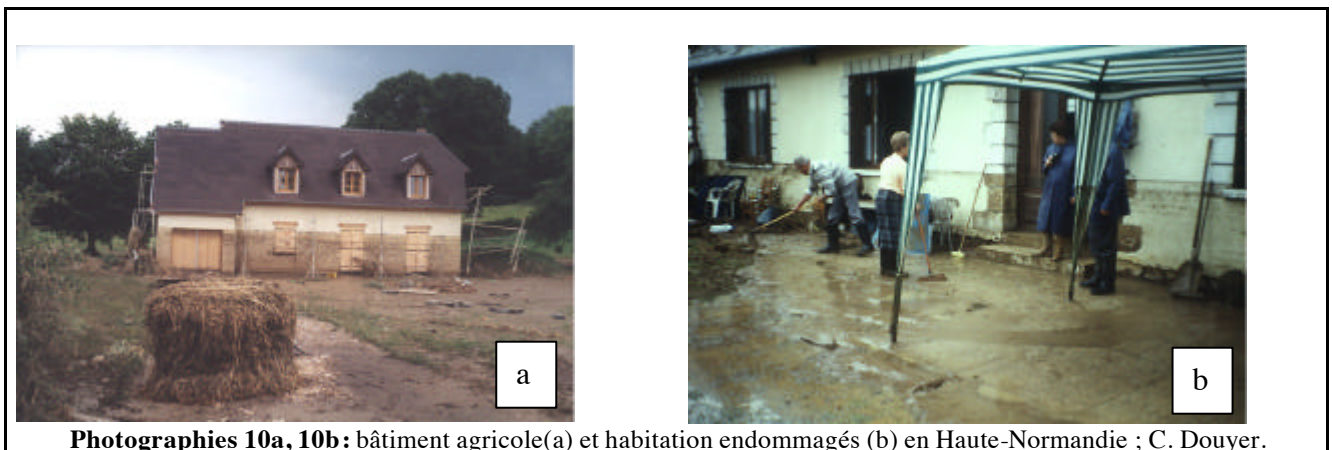 a
b
Photographies 10a, 10b: bâtiment agricole(a) et habitation endommagés (b) en Haute-Normandie ; C. Douyer.